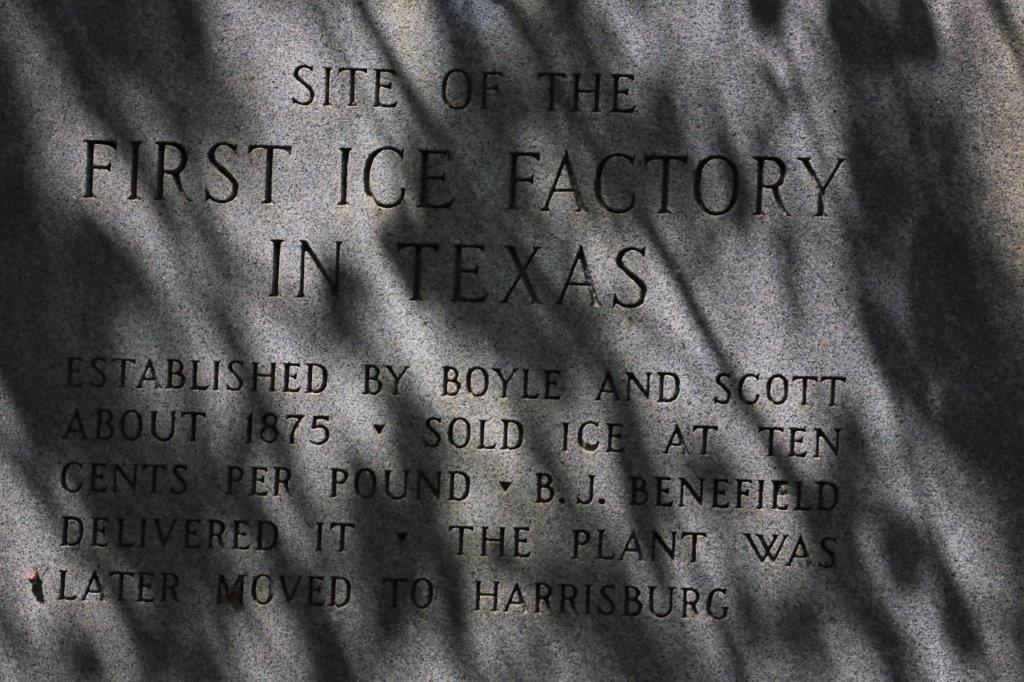 SITE OF THE
FIRST ICE FACTORY
IN TEXAS
ESTABLISHED BY BOYLE AND SCOTT
ABOUT 1875 ▾ SOLD ICE AT TEN
CENTS PER POUND ▾ B.J. BENEFIELD
DELIVERED IT ▾ THE PLANT WAS
LATER MOVED TO HARRISBURG